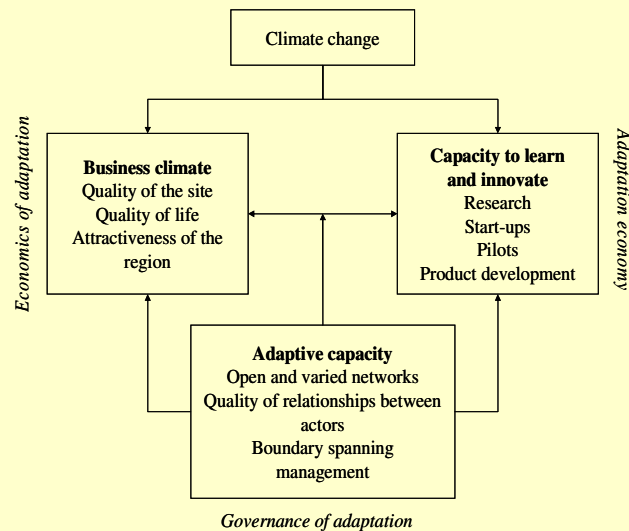 Climate change
Economics of adaptation
Business climate
Quality of the site
Quality of life
Attractiveness of the
region
Capacity to learn
and innovate
Research
Start-ups
Pilots
Product development
Adaptation economy
Adaptive capacity
Open and varied networks
Quality of relationships between
actors
Boundary spanning
management
Governance of adaptation